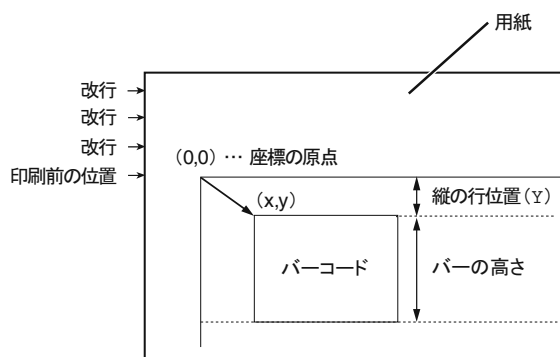 用紙
改行
改行
改行
(0,0) … 座標の原点
印刷前の位置
縦の行位置(Y)
(x,y)
バーコード
バーの高さ